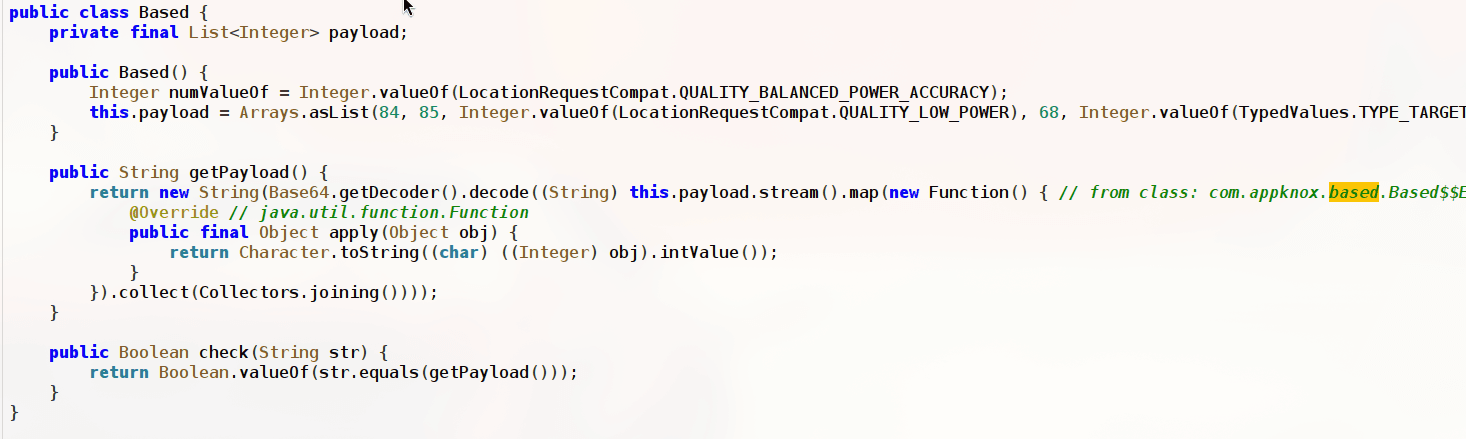 public class Based {
    private final List<Integer> payload;

    public Based() {
        Integer numValueOf = Integer.valueOf(LocationRequestCompat.QUALITY_BALANCED_POWER_ACCURACY);
        this.payload = Arrays.asList(84, 85, Integer.valueOf(LocationRequestCompat.QUALITY_LOW_POWER), 68, Integer.valueOf(TypedValues.TYPE_TARGET
    }

    public String getPayload() {
        return new String(Base64.getDecoder().decode((String) this.payload.stream().map(new Function() { // from class: com.appknox.based.Based$$E
            @Override // java.util.function.Function
            public final Object apply(Object obj) {
                return Character.toString((char) ((Integer) obj).intValue());
            }
        }).collect(Collectors.joining())));
    }

    public Boolean check(String str) {
        return Boolean.valueOf(str.equals(getPayload()));
    }
}